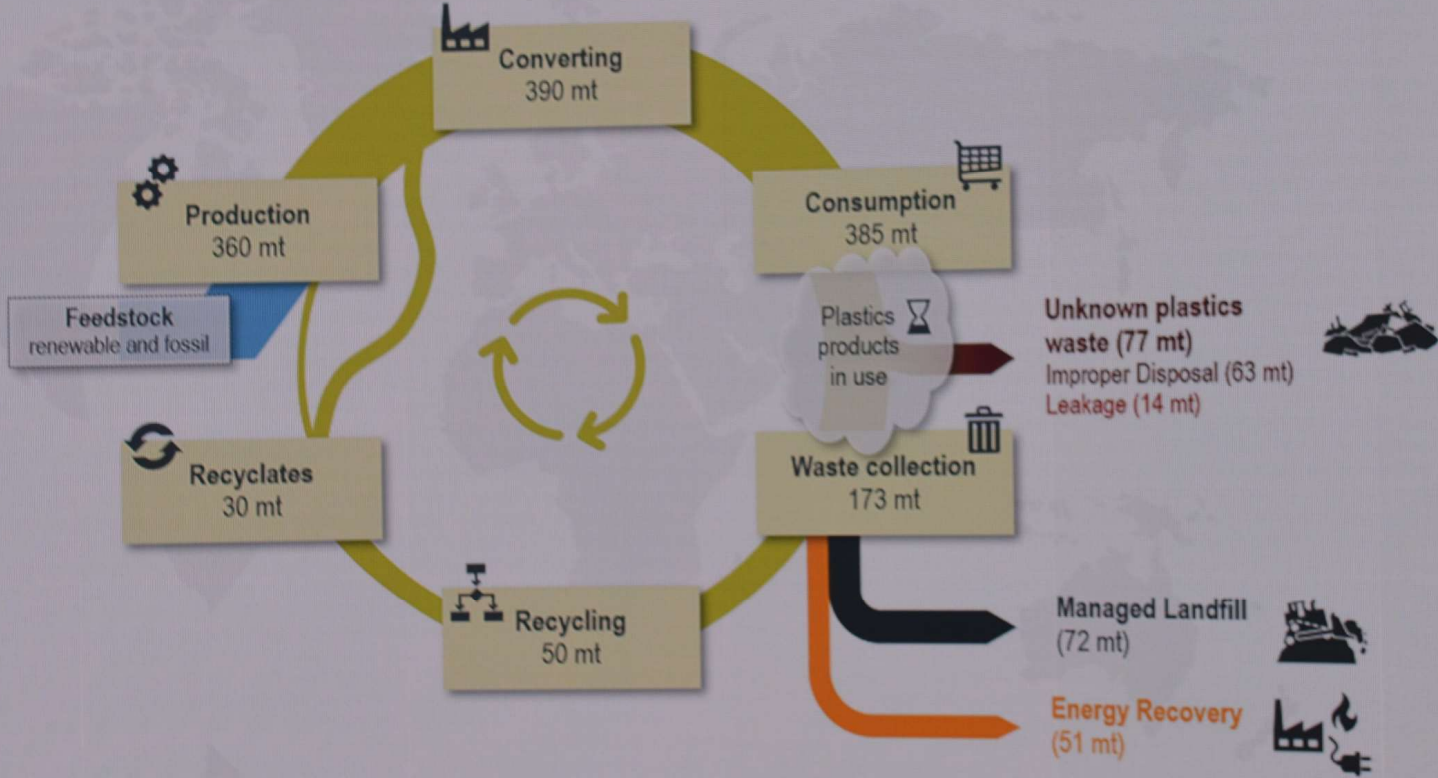 Converting
390 mt
Production
360 mt
Consumption
385 mt
Feedstock
renewable and fossil
Plastics
products
in use
Unknown plastics
waste (77 mt)
Improper Disposal (63 mt)
Leakage (14 mt)
Recyclates
30 mt
Waste collection
173 mt
Recycling
50 mt
Managed Landfill
(72 mt)
Energy Recovery
(51 mt)